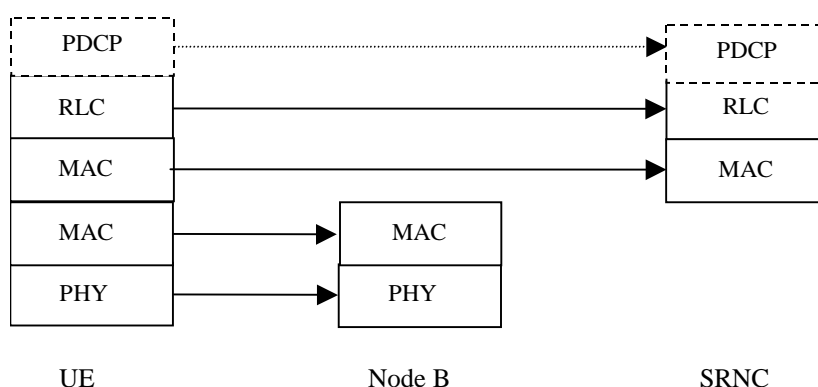 PDCP PDCP
RLC RLC
MAC MAC
MAC MAC
PHY PHY
UE Node B SRNC